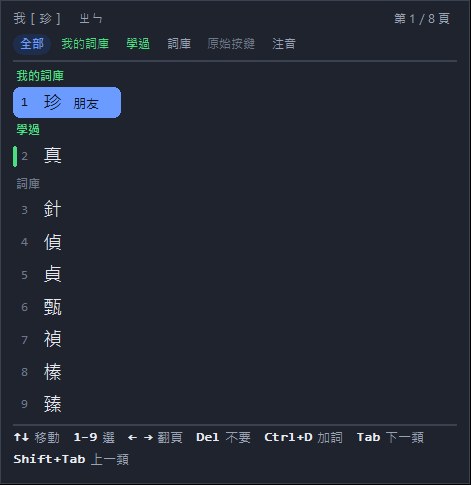 我 [ 珍 ] ㄓㄣ 第 1 / 8 頁
全部 我的詞庫 學過 詞庫 原始按鍵 注音
我的詞庫
1 珍 朋友
學過
2 真
詞庫
3 針
4 偵
5 貞
6 甄
7 禎
8 榛
9 臻
↑↓ 移動 1-9 選 ← → 翻頁 Del 不要 Ctrl+D 加詞 Tab 下一類
Shift+Tab 上一類